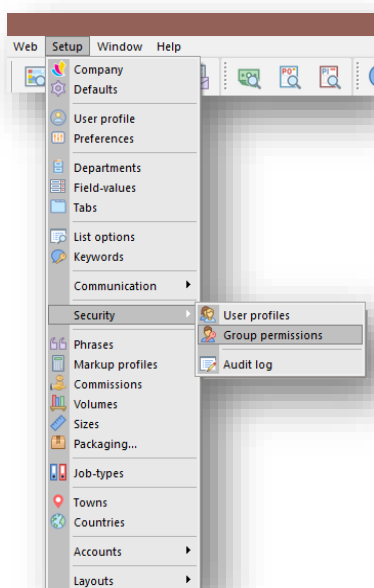 Web Setup Window Help
Company
Defaults
User profile
Preferences
Departments
Field-values
Tabs
List options
Keywords
Communication
Security
User profiles
Group permissions
Audit log
Phrases
Markup profiles
Commissions
Volumes
Sizes
Packaging...
Job-types
Towns
Countries
Accounts
Layouts